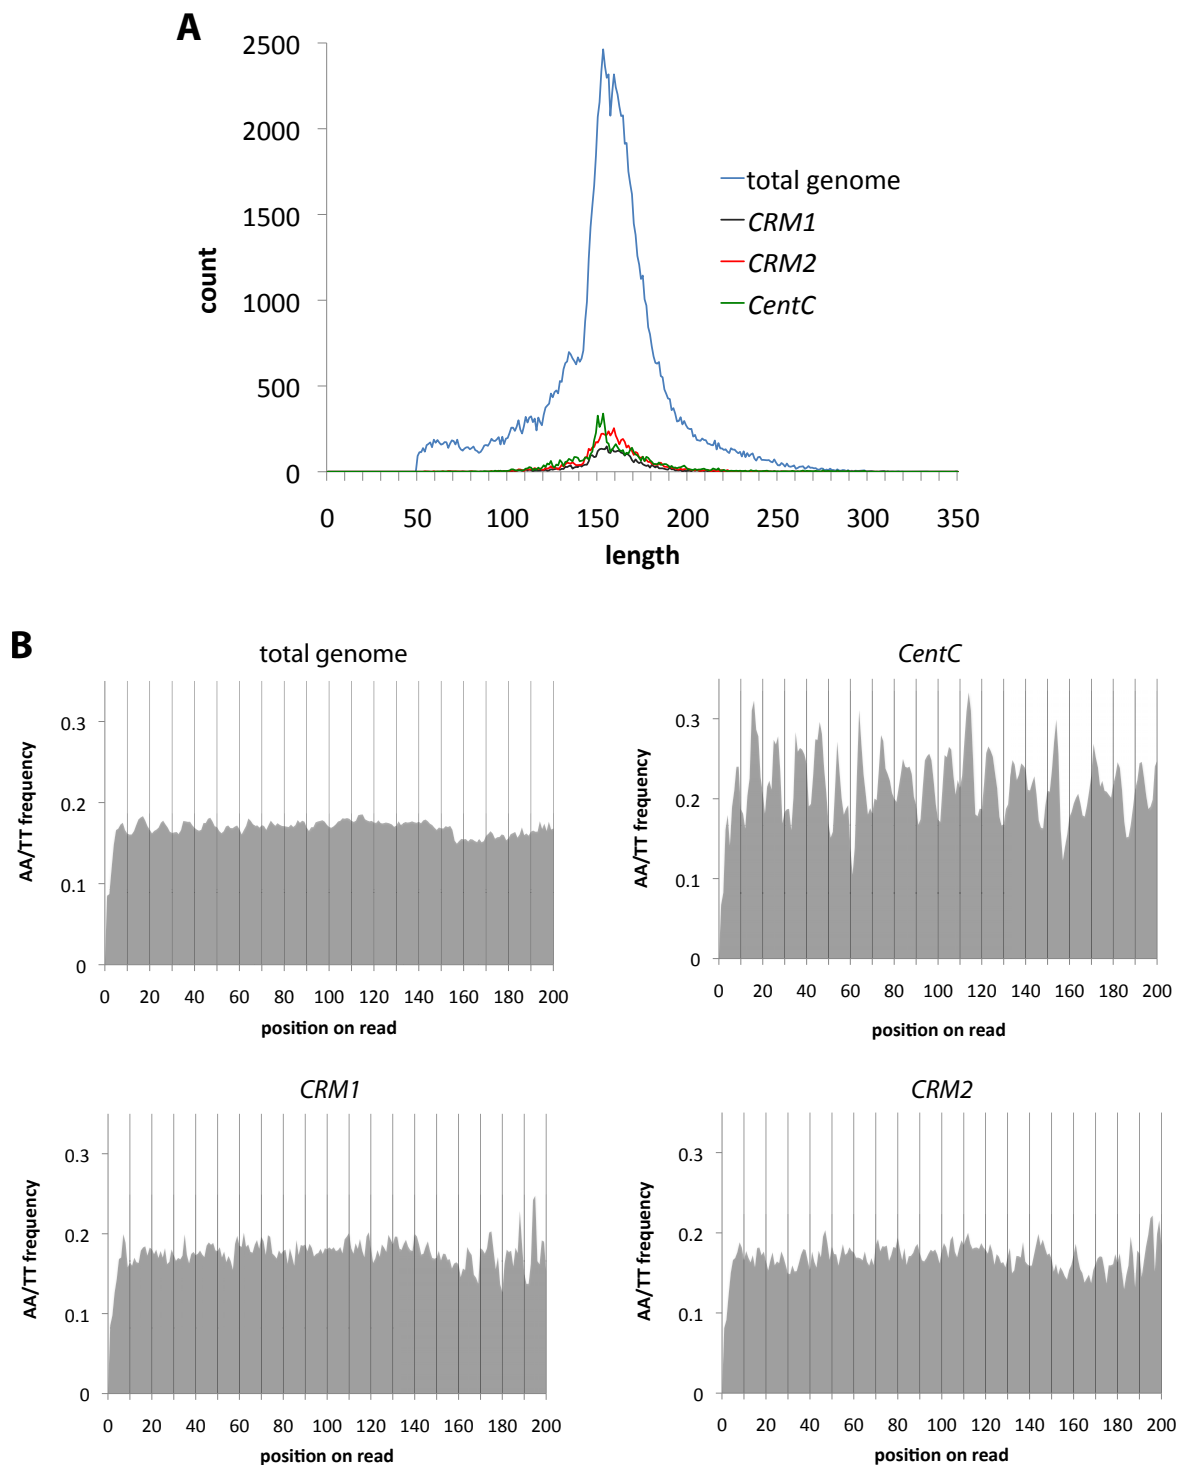 A
2500
2000
1500
1000
500
0
count
total genome
CRM1
CRM2
CentC
0 50 100 150 200 250 300 350
length
B
total genome
0.3
0.2
0.1
0
AA/TT frequency
0 20 40 60 80 100 120 140 160 180 200
position on read
CentC
0.3
0.2
0.1
0
AA/TT frequency
0 20 40 60 80 100 120 140 160 180 200
position on read
CRM1
0.3
0.2
0.1
0
AA/TT frequency
0 20 40 60 80 100 120 140 160 180 200
position on read
CRM2
0.3
0.2
0.1
0
AA/TT frequency
0 20 40 60 80 100 120 140 160 180 200
position on read